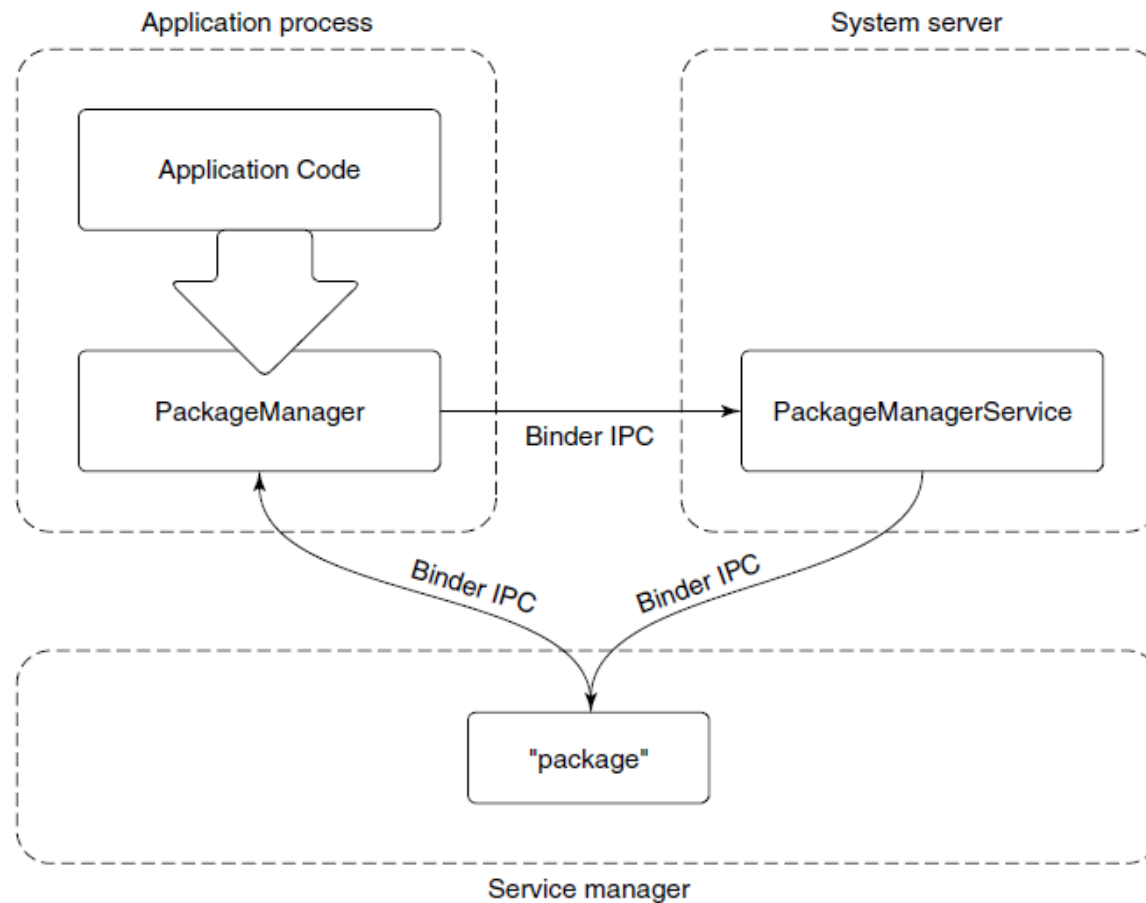 Application process
System server
Application Code
PackageManager
PackageManagerService
Binder IPC
Binder IPC
Binder IPC
"package"
Service manager